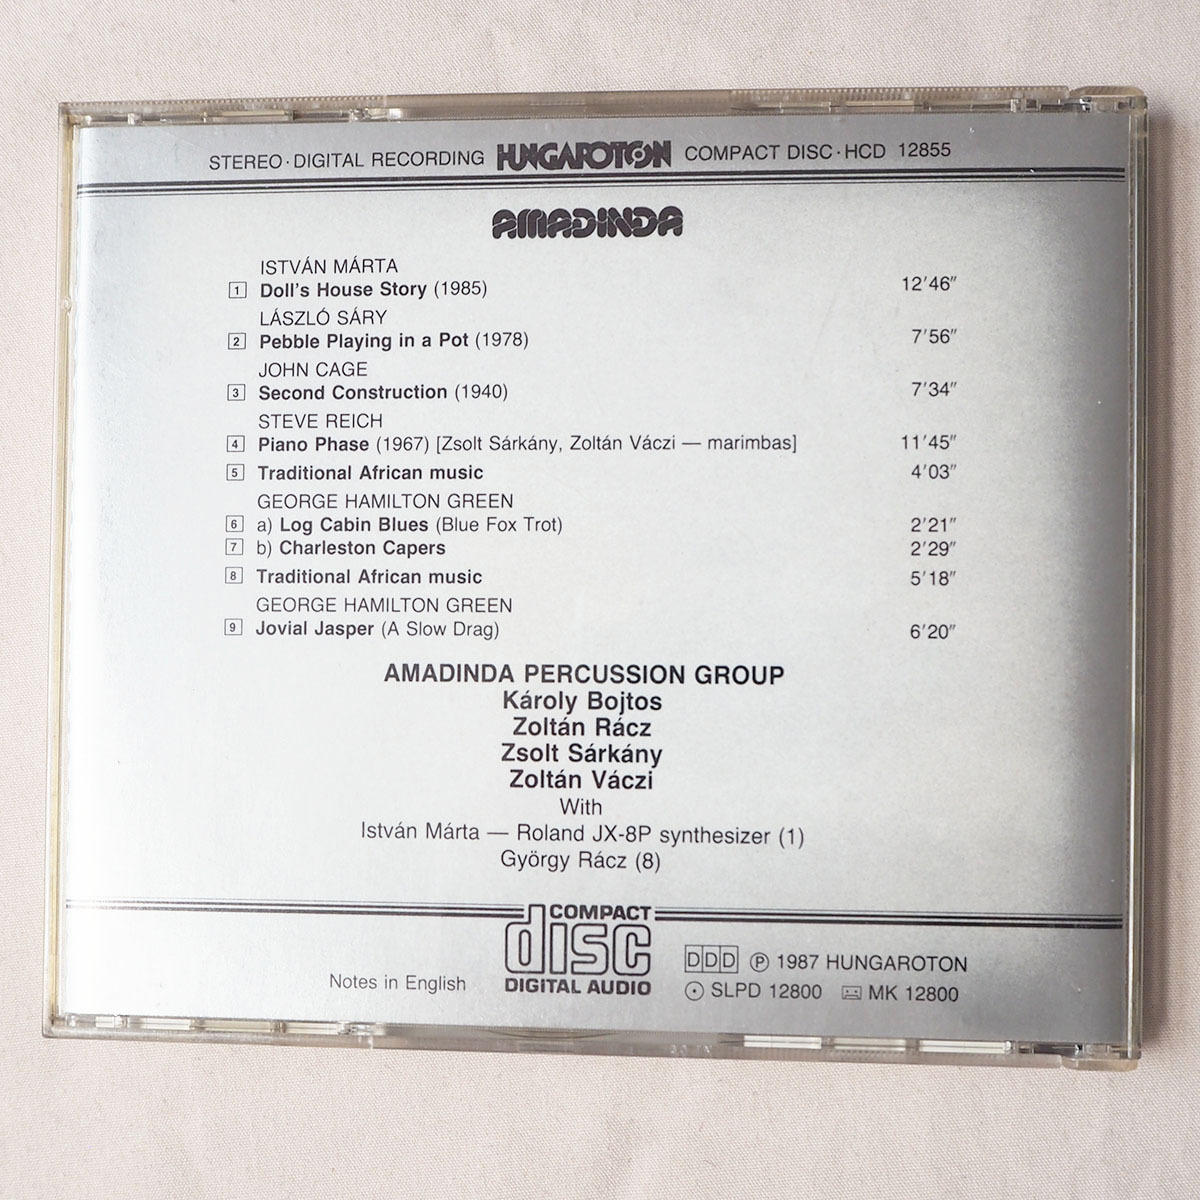 STEREO · DIGITAL RECORDING HUNGAROTON COMPACT DISC · HCD 12855
AMADINDA
ISTVÁN MÁRTA
1 Doll's House Story (1985) 12'46"
LÁSZLÓ SÁRY
2 Pebble Playing in a Pot (1978) 7'56"
JOHN CAGE
3 Second Construction (1940) 7'34"
STEVE REICH
4 Piano Phase (1967) [Zsolt Sárkány, Zoltán Váczi — marimbas] 11'45"
5 Traditional African music 4'03"
GEORGE HAMILTON GREEN
6 a) Log Cabin Blues (Blue Fox Trot) 2'21"
7 b) Charleston Capers 2'29"
8 Traditional African music 5'18"
GEORGE HAMILTON GREEN
9 Jovial Jasper (A Slow Drag) 6'20"
AMADINDA PERCUSSION GROUP
Károly Bojtos
Zoltán Rácz
Zsolt Sárkány
Zoltán Váczi
With
István Márta — Roland JX-8P synthesizer (1)
György Rácz (8)
COMPACT
disc
DIGITAL AUDIO
Notes in English
DDD Ⓟ 1987 HUNGAROTON
SLPD 12800 MK 12800